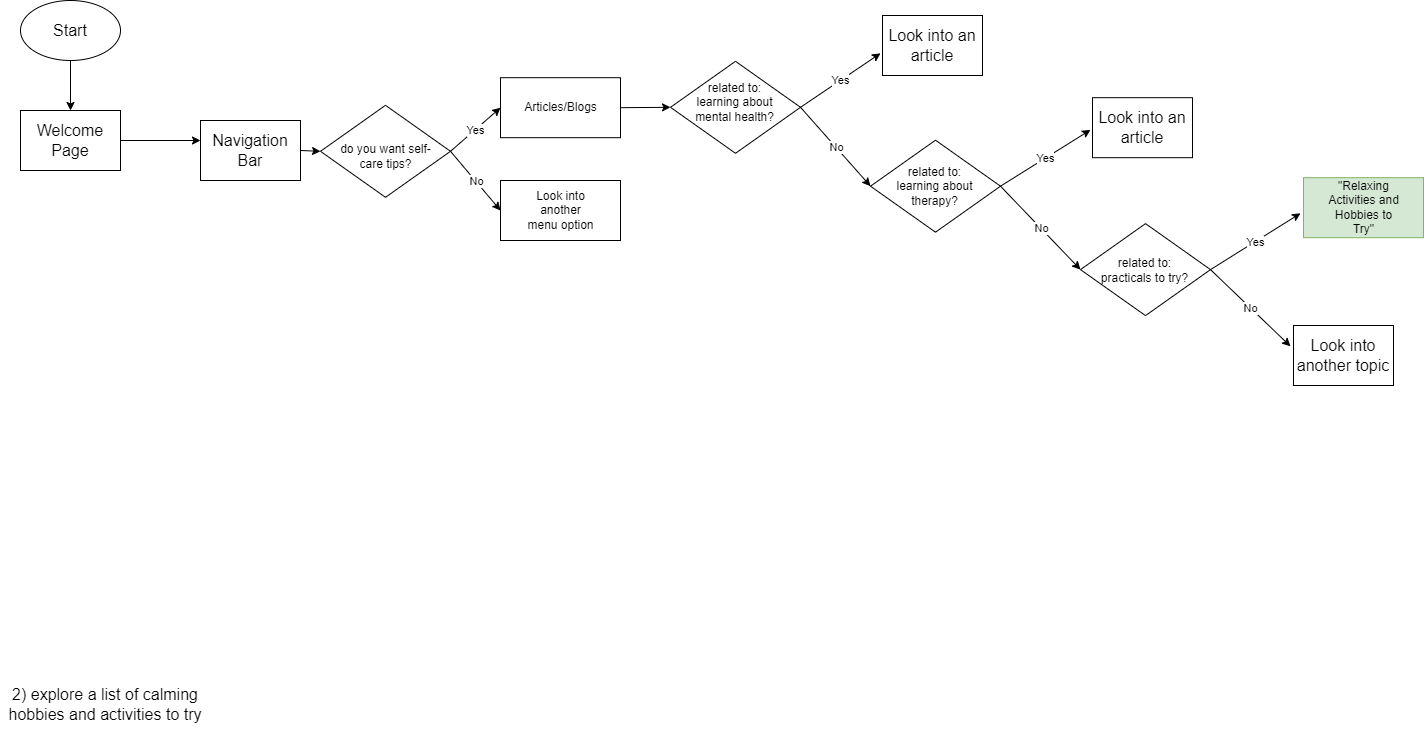 Start
Welcome
Page
Navigation
Bar
do you want self-
care tips?
Yes
No
Articles/Blogs
Look into
another
menu option
related to:
learning about
mental health?
Yes
No
Look into an
article
related to:
learning about
therapy?
Yes
No
Look into an
article
related to:
practicals to try?
Yes
No
"Relaxing
Activities and
Hobbies to
Try"
Look into
another topic
2) explore a list of calming
hobbies and activities to try